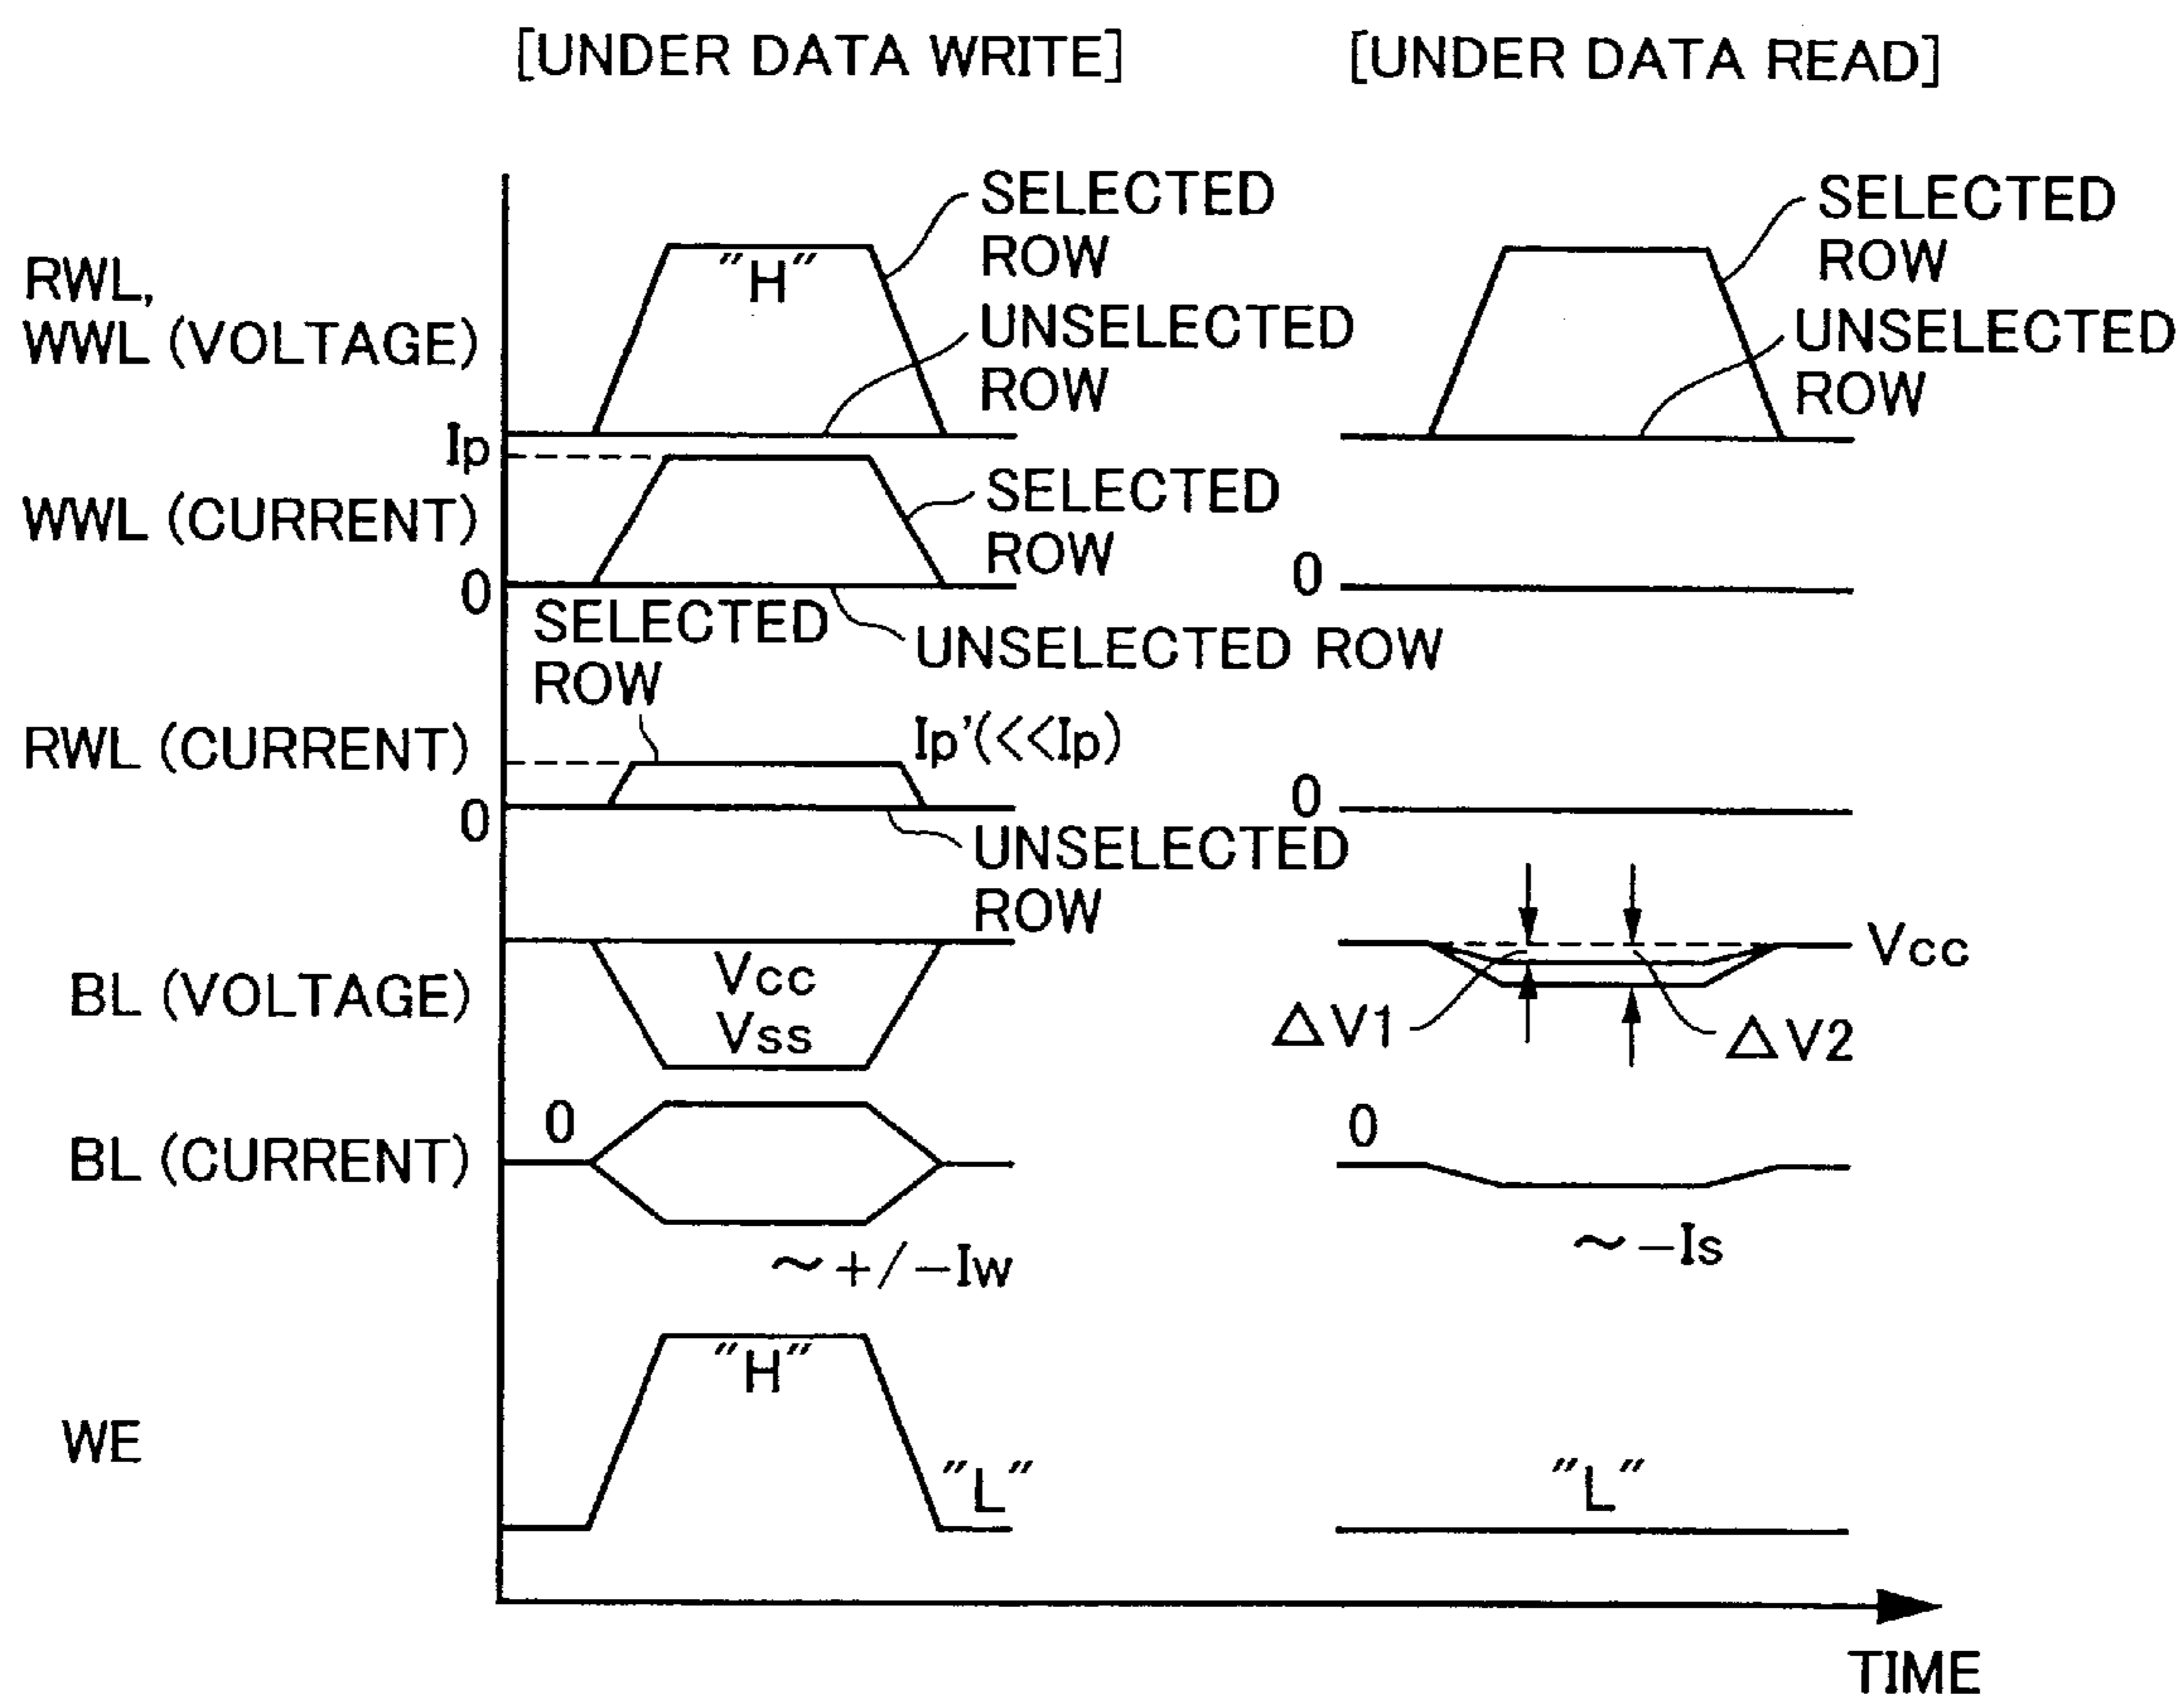 [UNDER DATA WRITE]
[UNDER DATA READ]
RWL,
WWL (VOLTAGE)
"H"
SELECTED
ROW
UNSELECTED
ROW
SELECTED
ROW
UNSELECTED
ROW
Ip
WWL (CURRENT)
0
SELECTED
ROW
UNSELECTED ROW
0
RWL (CURRENT)
0
SELECTED
ROW
Ip'(<<Ip)
UNSELECTED
ROW
0
BL (VOLTAGE)
Vcc
Vss
Vcc
△V1
△V2
BL (CURRENT)
0
~+/-Iw
0
~-Is
WE
"H"
"L"
"L"
TIME